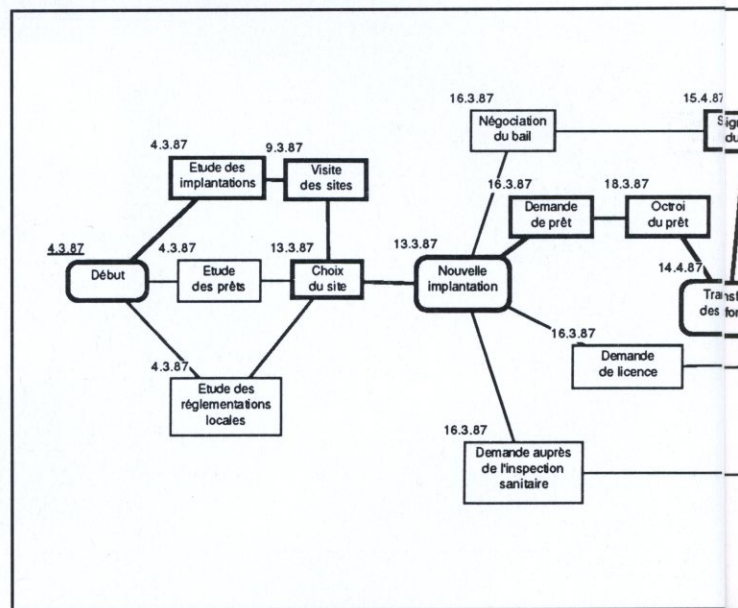 16.3.87
15.4.87
Négociation
du bail
4.3.87
9.3.87
Etude des
implantations
Visite
des sites
16.3.87
18.3.87
Demande
de prêt
Octroi
du prêt
4.3.87
4.3.87
13.3.87
13.3.87
14.4.87
Début
Etude
des prêts
Choix
du site
Nouvelle
implantation
des
4.3.87
16.3.87
Etude des
réglementations
locales
Demande
de licence
16.3.87
Demande auprès
de l'inspection
sanitaire